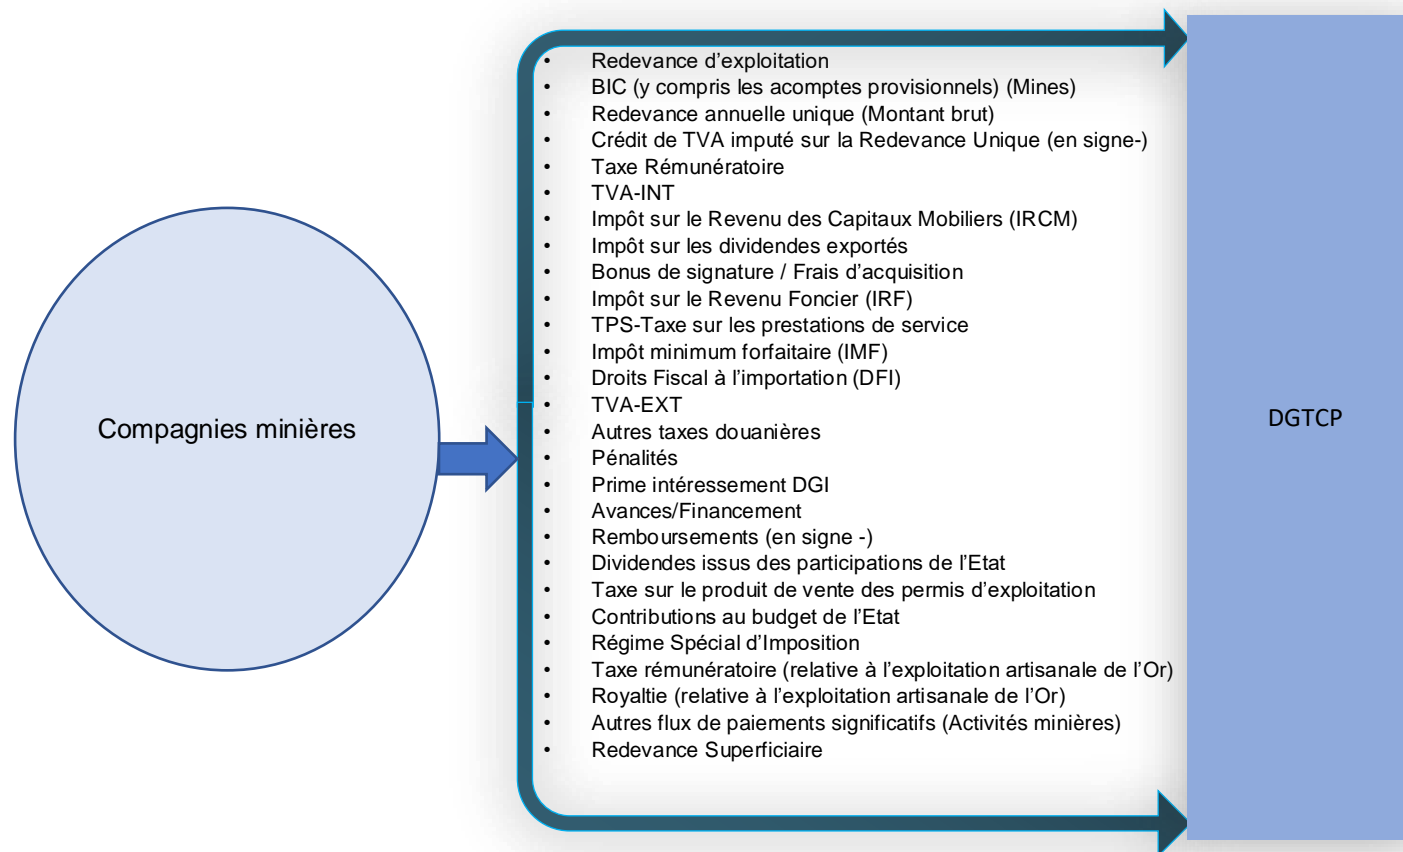 Compagnies minières
• Redevance d’exploitation
• BIC (y compris les acomptes provisionnels) (Mines)
• Redevance annuelle unique (Montant brut)
• Crédit de TVA imputé sur la Redevance Unique (en signe-)
• Taxe Rémunératoire
• TVA-INT
• Impôt sur le Revenu des Capitaux Mobiliers (IRCM)
• Impôt sur les dividendes exportés
• Bonus de signature / Frais d’acquisition
• Impôt sur le Revenu Foncier (IRF)
• TPS-Taxe sur les prestations de service
• Impôt minimum forfaitaire (IMF)
• Droits Fiscal à l’importation (DFI)
• TVA-EXT
• Autres taxes douanières
• Pénalités
• Prime intéressement DGI
• Avances/Financement
• Remboursements (en signe -)
• Dividendes issus des participations de l’Etat
• Taxe sur le produit de vente des permis d’exploitation
• Contributions au budget de l’Etat
• Régime Spécial d’Imposition
• Taxe rémunératoire (relative à l’exploitation artisanale de l’Or)
• Royaltie (relative à l’exploitation artisanale de l’Or)
• Autres flux de paiements significatifs (Activités minières)
• Redevance Superficiaire
DGTCP